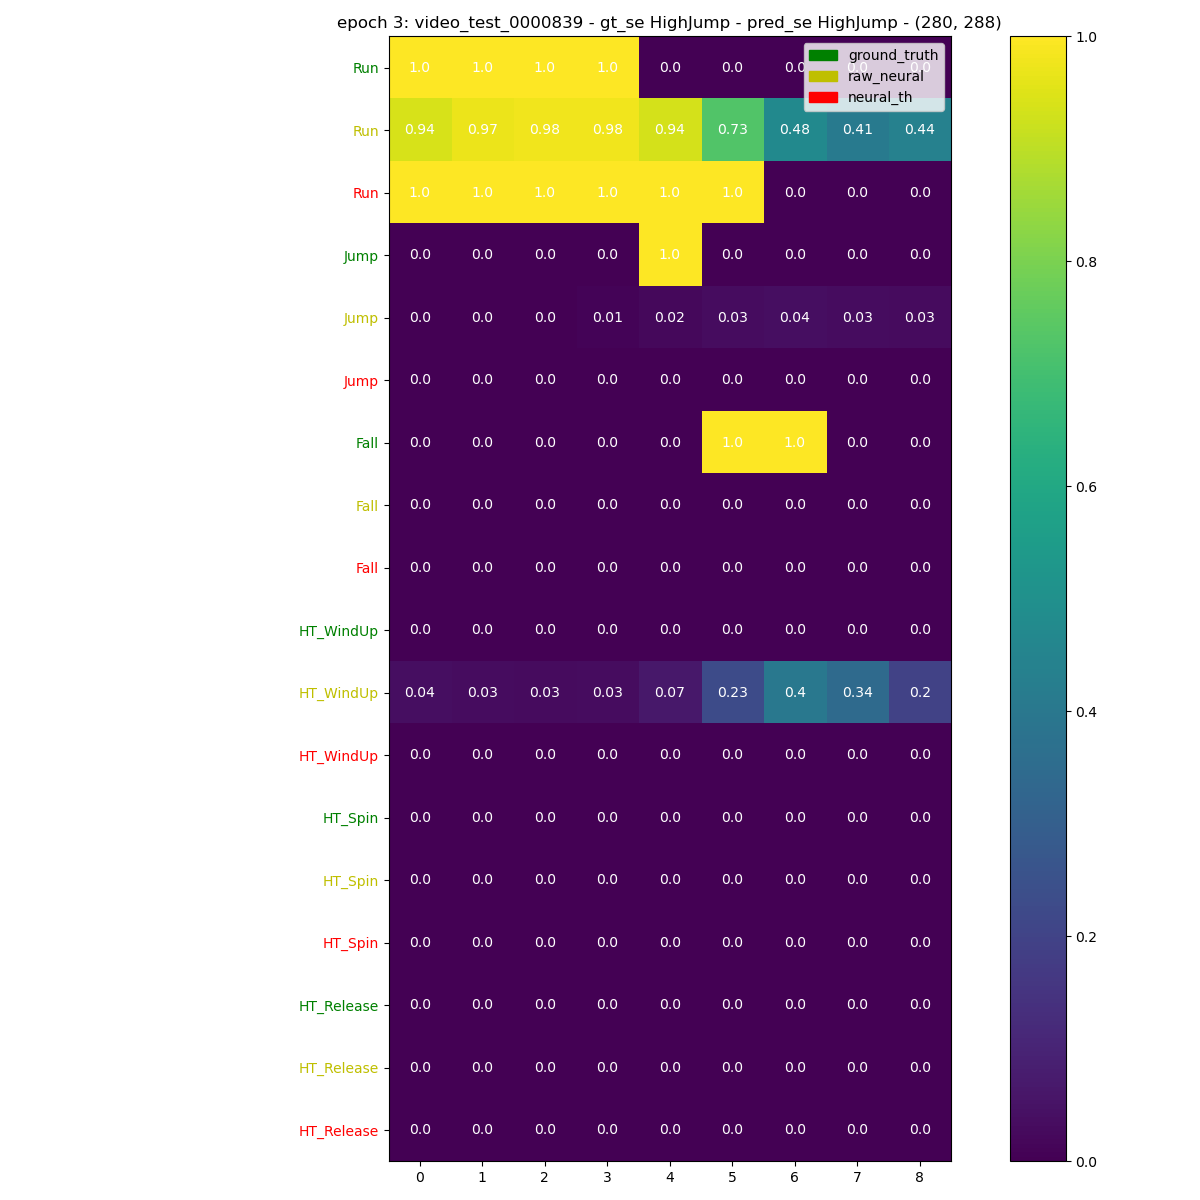 epoch 3: video_test_0000839 - gt_se HighJump - pred_se HighJump - (280, 288)
ground_truth
raw_neural
neural_th
Run 1.0 1.0 1.0 1.0 0.0 0.0 0.0 0.0 0.0
Run 0.94 0.97 0.98 0.98 0.94 0.73 0.48 0.41 0.44
Run 1.0 1.0 1.0 1.0 1.0 1.0 0.0 0.0 0.0
Jump 0.0 0.0 0.0 0.0 1.0 0.0 0.0 0.0 0.0
Jump 0.0 0.0 0.0 0.01 0.02 0.03 0.04 0.03 0.03
Jump 0.0 0.0 0.0 0.0 0.0 0.0 0.0 0.0 0.0
Fall 0.0 0.0 0.0 0.0 0.0 1.0 1.0 0.0 0.0
Fall 0.0 0.0 0.0 0.0 0.0 0.0 0.0 0.0 0.0
Fall 0.0 0.0 0.0 0.0 0.0 0.0 0.0 0.0 0.0
HT_WindUp 0.0 0.0 0.0 0.0 0.0 0.0 0.0 0.0 0.0
HT_WindUp 0.04 0.03 0.03 0.03 0.07 0.23 0.4 0.34 0.2
HT_WindUp 0.0 0.0 0.0 0.0 0.0 0.0 0.0 0.0 0.0
HT_Spin 0.0 0.0 0.0 0.0 0.0 0.0 0.0 0.0 0.0
HT_Spin 0.0 0.0 0.0 0.0 0.0 0.0 0.0 0.0 0.0
HT_Spin 0.0 0.0 0.0 0.0 0.0 0.0 0.0 0.0 0.0
HT_Release 0.0 0.0 0.0 0.0 0.0 0.0 0.0 0.0 0.0
HT_Release 0.0 0.0 0.0 0.0 0.0 0.0 0.0 0.0 0.0
HT_Release 0.0 0.0 0.0 0.0 0.0 0.0 0.0 0.0 0.0
0 1 2 3 4 5 6 7 8
1.0
0.8
0.6
0.4
0.2
0.0